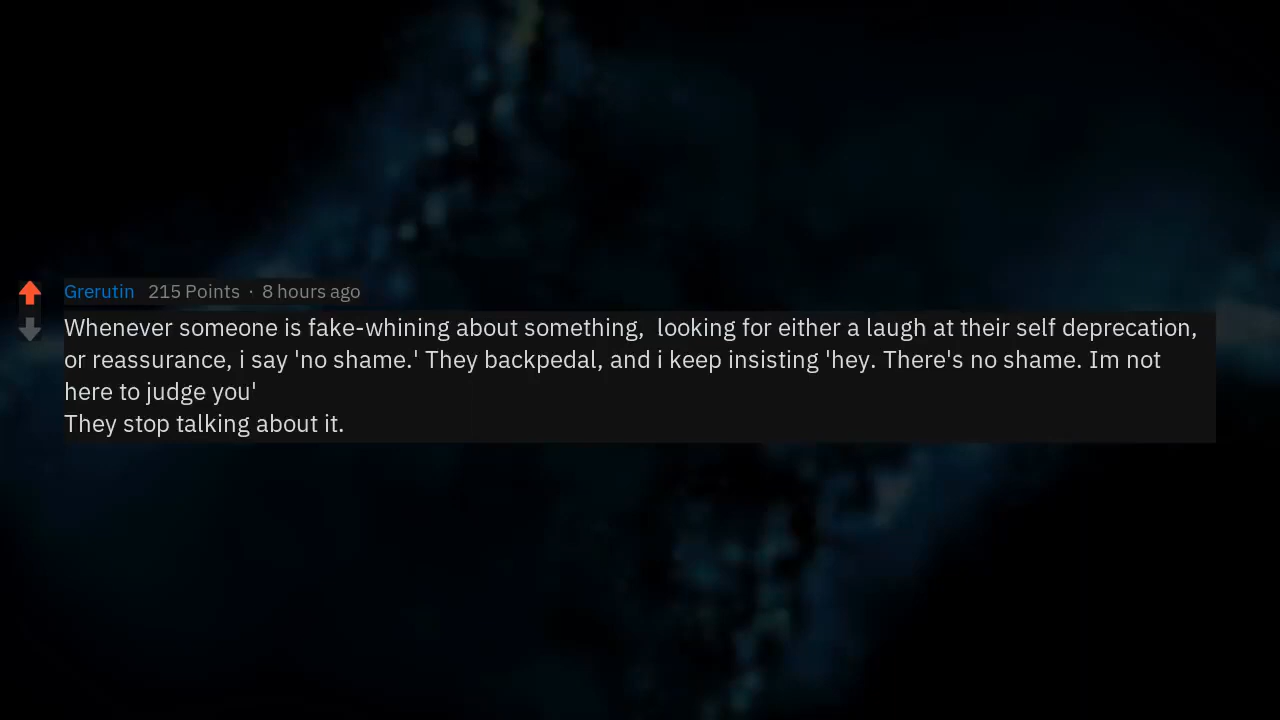 Grerutin 215 Points · 8 hours ago
Whenever someone is fake-whining about something,  looking for either a laugh at their self deprecation,
or reassurance, i say 'no shame.' They backpedal, and i keep insisting 'hey. There's no shame. Im not
here to judge you'
They stop talking about it.